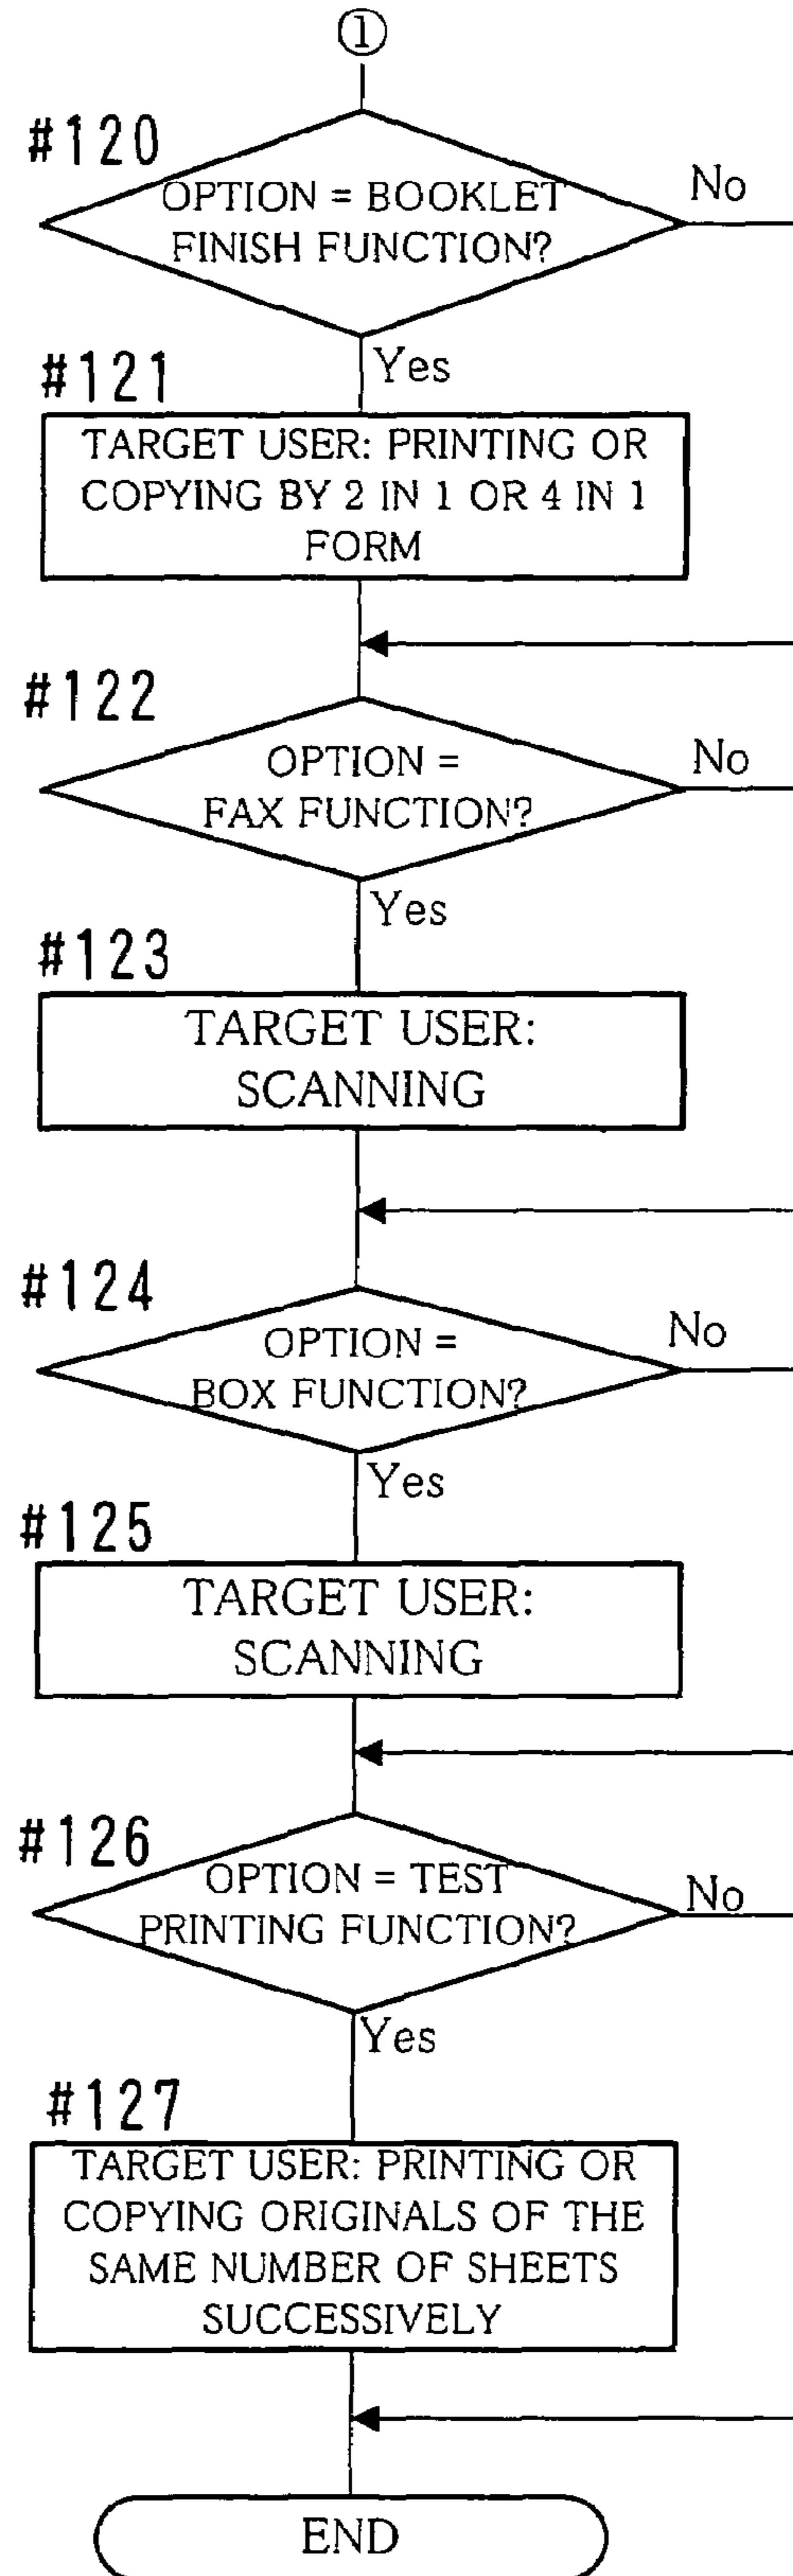 ①
#120
OPTION = BOOKLET
FINISH FUNCTION?
No
Yes
#121
TARGET USER: PRINTING OR
COPYING BY 2 IN 1 OR 4 IN 1
FORM
#122
OPTION =
FAX FUNCTION?
No
Yes
#123
TARGET USER:
SCANNING
#124
OPTION =
BOX FUNCTION?
No
Yes
#125
TARGET USER:
SCANNING
#126
OPTION = TEST
PRINTING FUNCTION?
No
Yes
#127
TARGET USER: PRINTING OR
COPYING ORIGINALS OF THE
SAME NUMBER OF SHEETS
SUCCESSIVELY
END